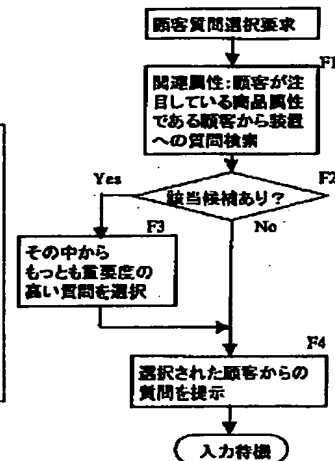 顧客質問選択要求
F1
関連属性:顧客が注
目している商品属性
である顧客から装置
への質問検索
F2
該当候補あり?
Yes
No
F3
その中から
もっとも重要度の
高い質問を選択
F4
選択された顧客からの
質問を提示
入力待機